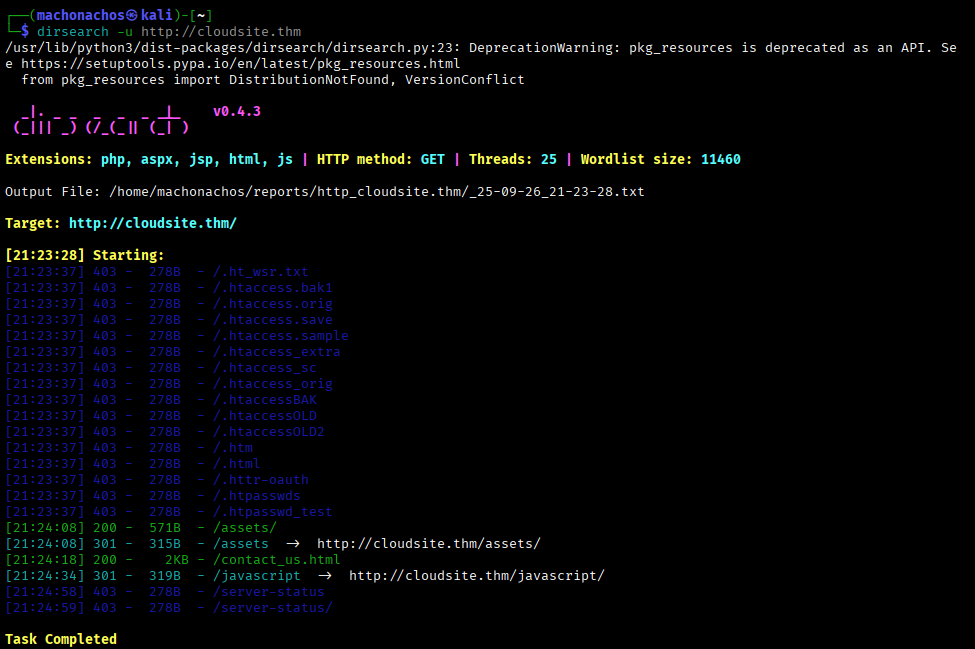 ┌──(machonachos㉿kali)-[~]
└─$ dirsearch -u http://cloudsite.thm
/usr/lib/python3/dist-packages/dirsearch/dirsearch.py:23: DeprecationWarning: pkg_resources is deprecated as an API. Se
e https://setuptools.pypa.io/en/latest/pkg_resources.html
  from pkg_resources import DistributionNotFound, VersionConflict

  _|. _ _  _  _  _ _|_    v0.4.3
 (_||| _) (/_(_|| (_| )

Extensions: php, aspx, jsp, html, js | HTTP method: GET | Threads: 25 | Wordlist size: 11460

Output File: /home/machonachos/reports/http_cloudsite.thm/_25-09-26_21-23-28.txt

Target: http://cloudsite.thm/

[21:23:28] Starting:
[21:23:37] 403 -  278B  - /.ht_wsr.txt
[21:23:37] 403 -  278B  - /.htaccess.bak1
[21:23:37] 403 -  278B  - /.htaccess.orig
[21:23:37] 403 -  278B  - /.htaccess.save
[21:23:37] 403 -  278B  - /.htaccess.sample
[21:23:37] 403 -  278B  - /.htaccess_extra
[21:23:37] 403 -  278B  - /.htaccess_sc
[21:23:37] 403 -  278B  - /.htaccess_orig
[21:23:37] 403 -  278B  - /.htaccessBAK
[21:23:37] 403 -  278B  - /.htaccessOLD
[21:23:37] 403 -  278B  - /.htaccessOLD2
[21:23:37] 403 -  278B  - /.htm
[21:23:37] 403 -  278B  - /.html
[21:23:37] 403 -  278B  - /.httr-oauth
[21:23:37] 403 -  278B  - /.htpasswds
[21:23:37] 403 -  278B  - /.htpasswd_test
[21:24:08] 200 -  571B  - /assets/
[21:24:08] 301 -  315B  - /assets  →  http://cloudsite.thm/assets/
[21:24:18] 200 -    2KB - /contact_us.html
[21:24:34] 301 -  319B  - /javascript  →  http://cloudsite.thm/javascript/
[21:24:58] 403 -  278B  - /server-status
[21:24:59] 403 -  278B  - /server-status/

Task Completed